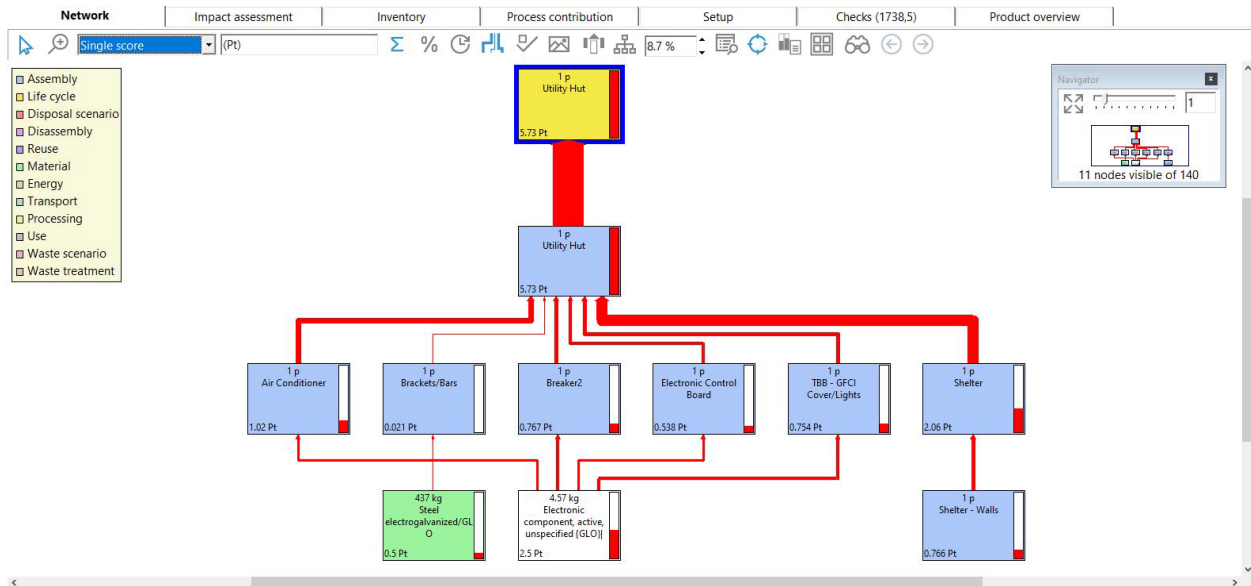 Network Impact assessment Inventory Process contribution Setup Checks (1738,5) Product overview
Single score (Pt) 8.7 %
Assembly
Life cycle
Disposal scenario
Disassembly
Reuse
Material
Energy
Transport
Processing
Use
Waste scenario
Waste treatment
Navigator
1
11 nodes visible of 140
1 p
Utility Hut
5.73 Pt
1 p
Utility Hut
5.73 Pt
1 p
Air Conditioner
1.02 Pt
1 p
Brackets/Bars
0.021 Pt
1 p
Breaker2
0.767 Pt
1 p
Electronic Control
Board
0.538 Pt
1 p
TBB - GFCI
Cover/Lights
0.754 Pt
1 p
Shelter
2.06 Pt
437 kg
Steel
electrogalvanized/GL
O
0.5 Pt
4.57 kg
Electronic
component, active,
unspecified {GLO}|
2.5 Pt
1 p
Shelter - Walls
0.766 Pt